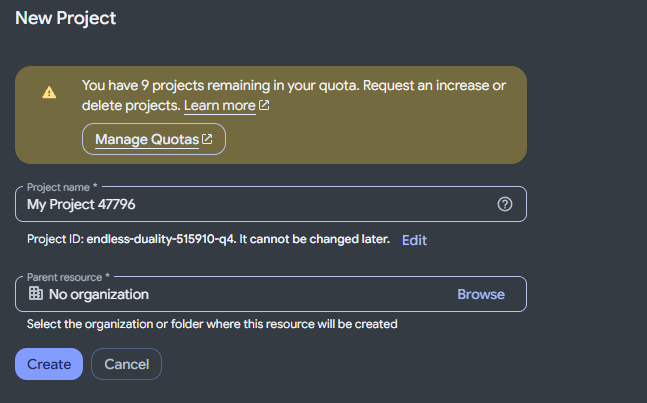 New Project
You have 9 projects remaining in your quota. Request an increase or
delete projects. Learn more
Manage Quotas
Project name *
My Project 47796
Project ID: endless-duality-515910-q4. It cannot be changed later. Edit
Parent resource *
No organization Browse
Select the organization or folder where this resource will be created
Create Cancel